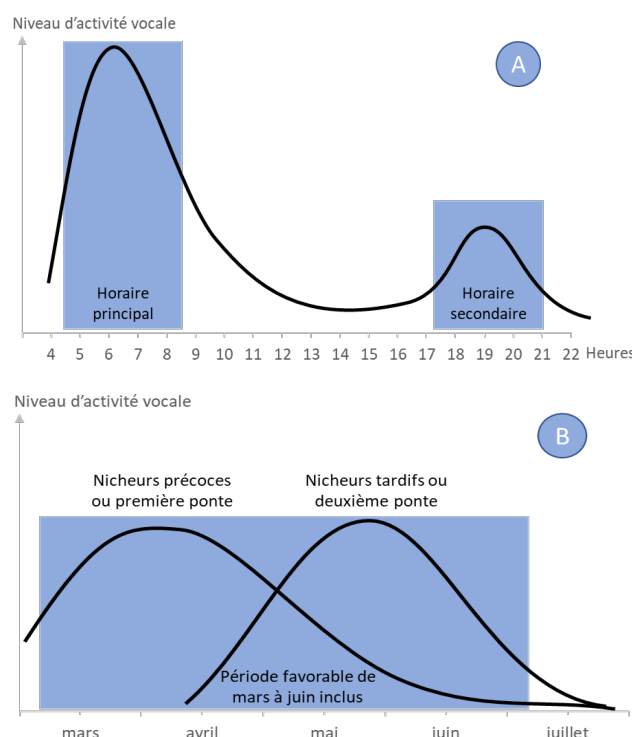 Niveau d'activité vocale
A
Horaire
principal
Horaire
secondaire
4 5 6 7 8 9 10 11 12 13 14 15 16 17 18 19 20 21 22 Heures
Niveau d'activité vocale
B
Nicheurs précoces
ou première ponte
Nicheurs tardifs ou
deuxième ponte
Période favorable de
mars à juin inclus
mars avril mai juin juillet